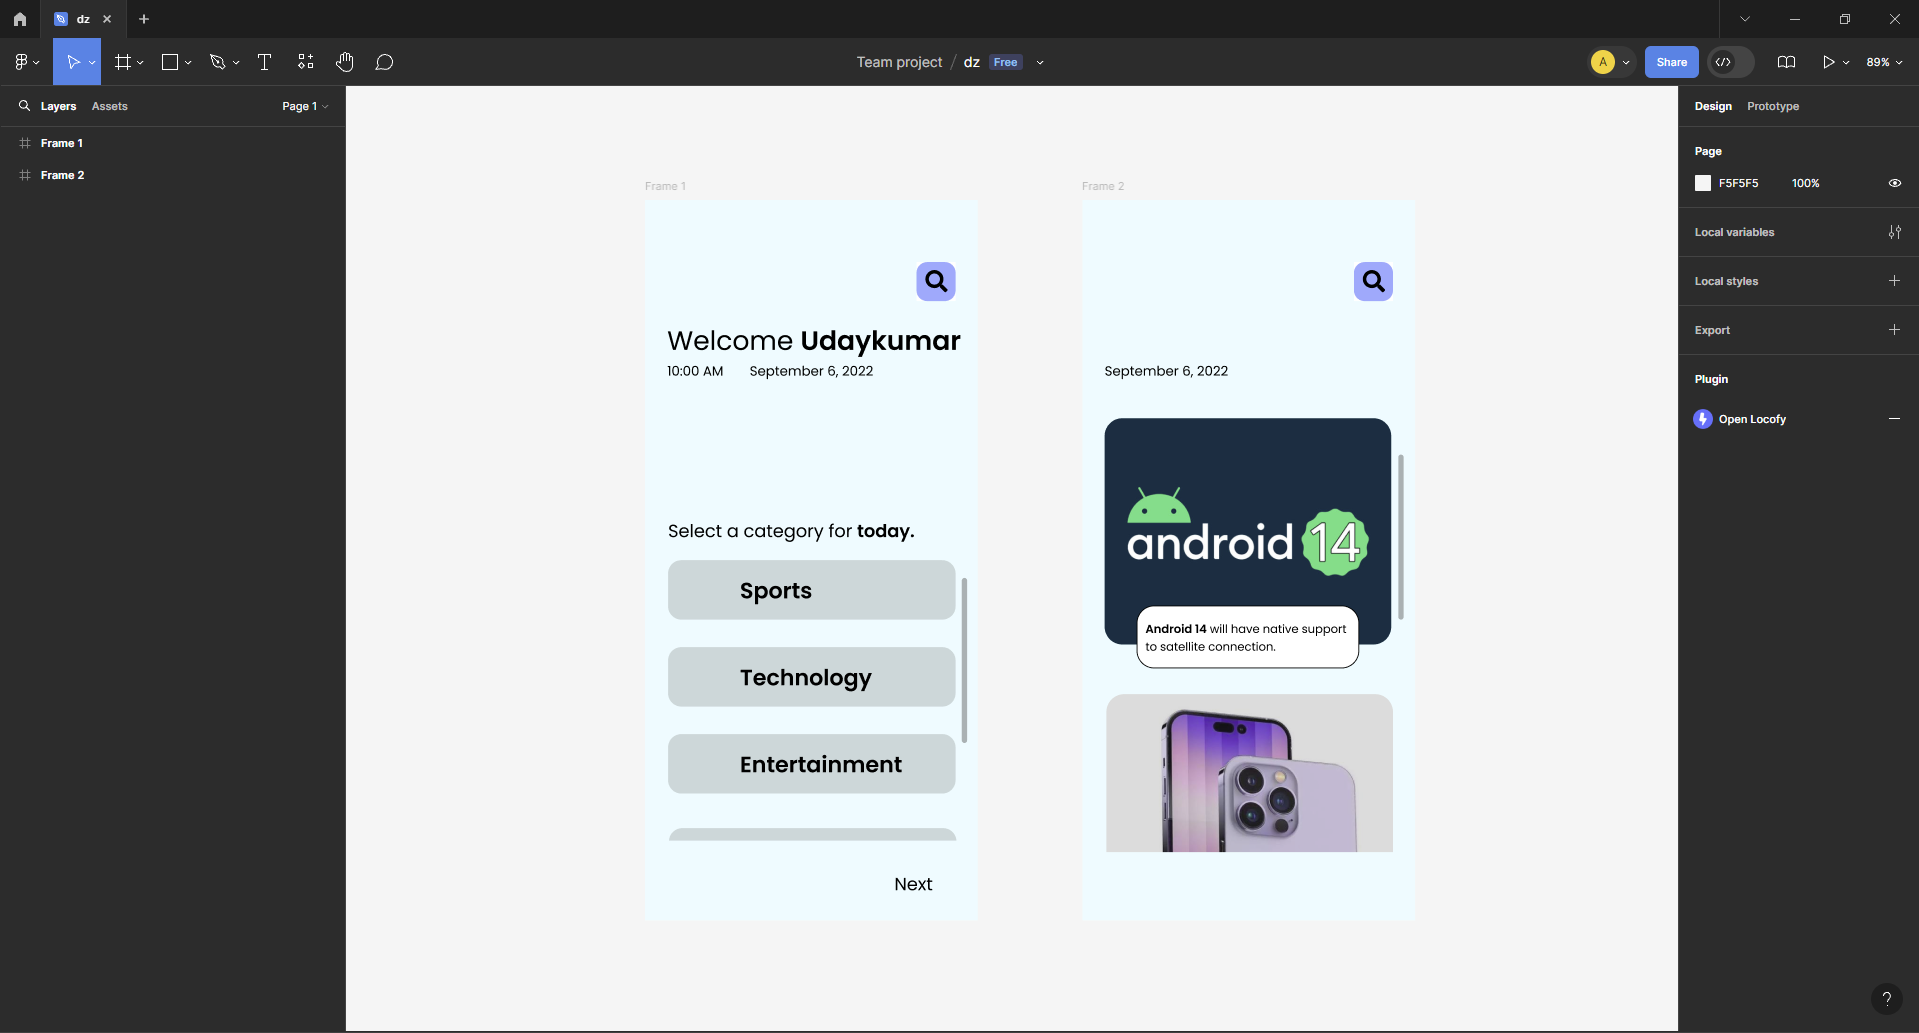 dz
Team project / dz Free
A
Share
89%
Layers Assets Page 1
Frame 1
Frame 2
Frame 1
Welcome Udaykumar
10:00 AM September 6, 2022
Select a category for today.
Sports
Technology
Entertainment
Next
Frame 2
September 6, 2022
android 14
Android 14 will have native support
to satellite connection.
Design Prototype
Page
F5F5F5 100%
Local variables
Local styles
Export
Plugin
Open Locofy
?